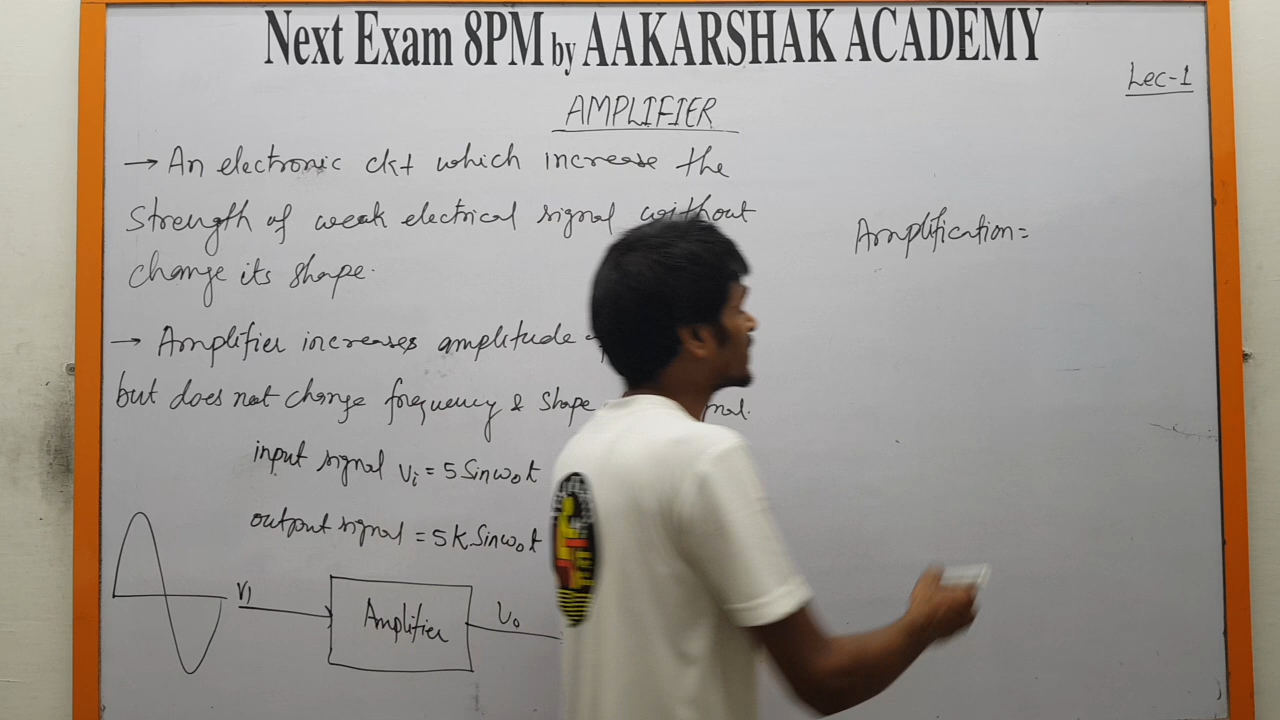 Next Exam 8PM by AAKARSHAK ACADEMY
Lec-1
AMPLIFIER
→ An electronic ckt which increase the
strength of weak electrical signal without
change its shape.
→ Amplifier increases amplitude
but does not change frequency & shape
input signal Vi = 5 Sinω₀t
output signal = 5K Sinω₀t
Vi
Amplifier
Vo
Amplification =